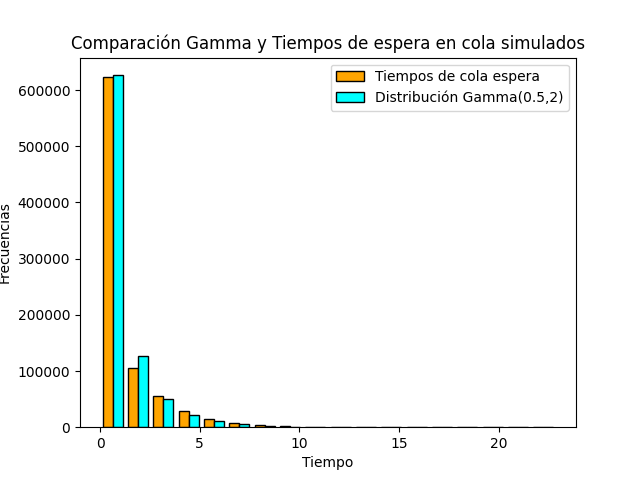 Comparación Gamma y Tiempos de espera en cola simulados
Tiempos de cola espera
Distribución Gamma(0.5,2)
600000
500000
400000
300000
200000
100000
0
Frecuencias
0 5 10 15 20
Tiempo